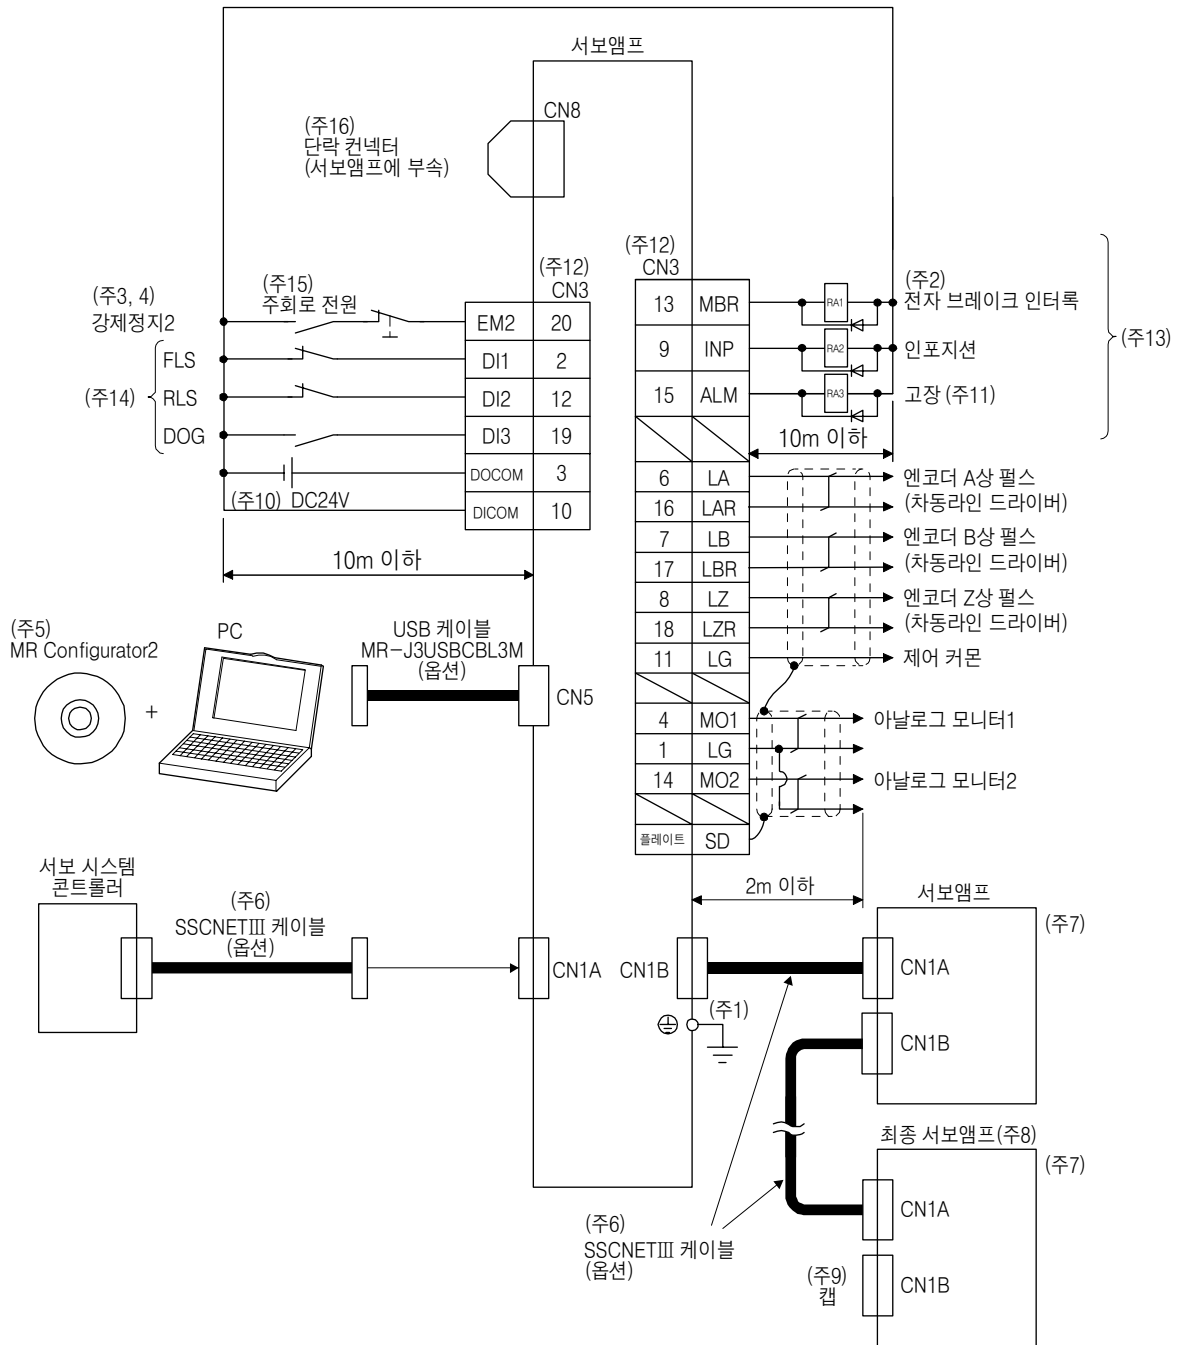 서보앰프
CN8
(주16)
단락 컨넥터
(서보앰프에 부속)
(주12)
CN3
(주15)
주회로 전원
(주3, 4)
강제정지2
EM2 20
FLS
DI1 2
(주14) RLS
DI2 12
DOG
DI3 19
DOCOM 3
(주10) DC24V
DICOM 10
10m 이하
(주12)
CN3
13 MBR
RA1
(주2)
전자 브레이크 인터록
9 INP
RA2
인포지션
15 ALM
RA3
고장 (주11)
(주13)
10m 이하
6 LA
엔코더 A상 펄스
16 LAR
(차동라인 드라이버)
7 LB
엔코더 B상 펄스
17 LBR
(차동라인 드라이버)
8 LZ
엔코더 Z상 펄스
18 LZR
(차동라인 드라이버)
11 LG
제어 커몬
4 MO1
아날로그 모니터1
1 LG
14 MO2
아날로그 모니터2
플레이트 SD
2m 이하
(주5)
MR Configurator2
+
PC
USB 케이블
MR-J3USBCBL3M
(옵션)
CN5
서보 시스템
콘트롤러
(주6)
SSCNETⅢ 케이블
(옵션)
CN1A
CN1B
(주1)
서보앰프
(주7)
CN1A
CN1B
최종 서보앰프(주8)
(주7)
CN1A
(주6)
SSCNETⅢ 케이블
(옵션)
(주9)
캡
CN1B